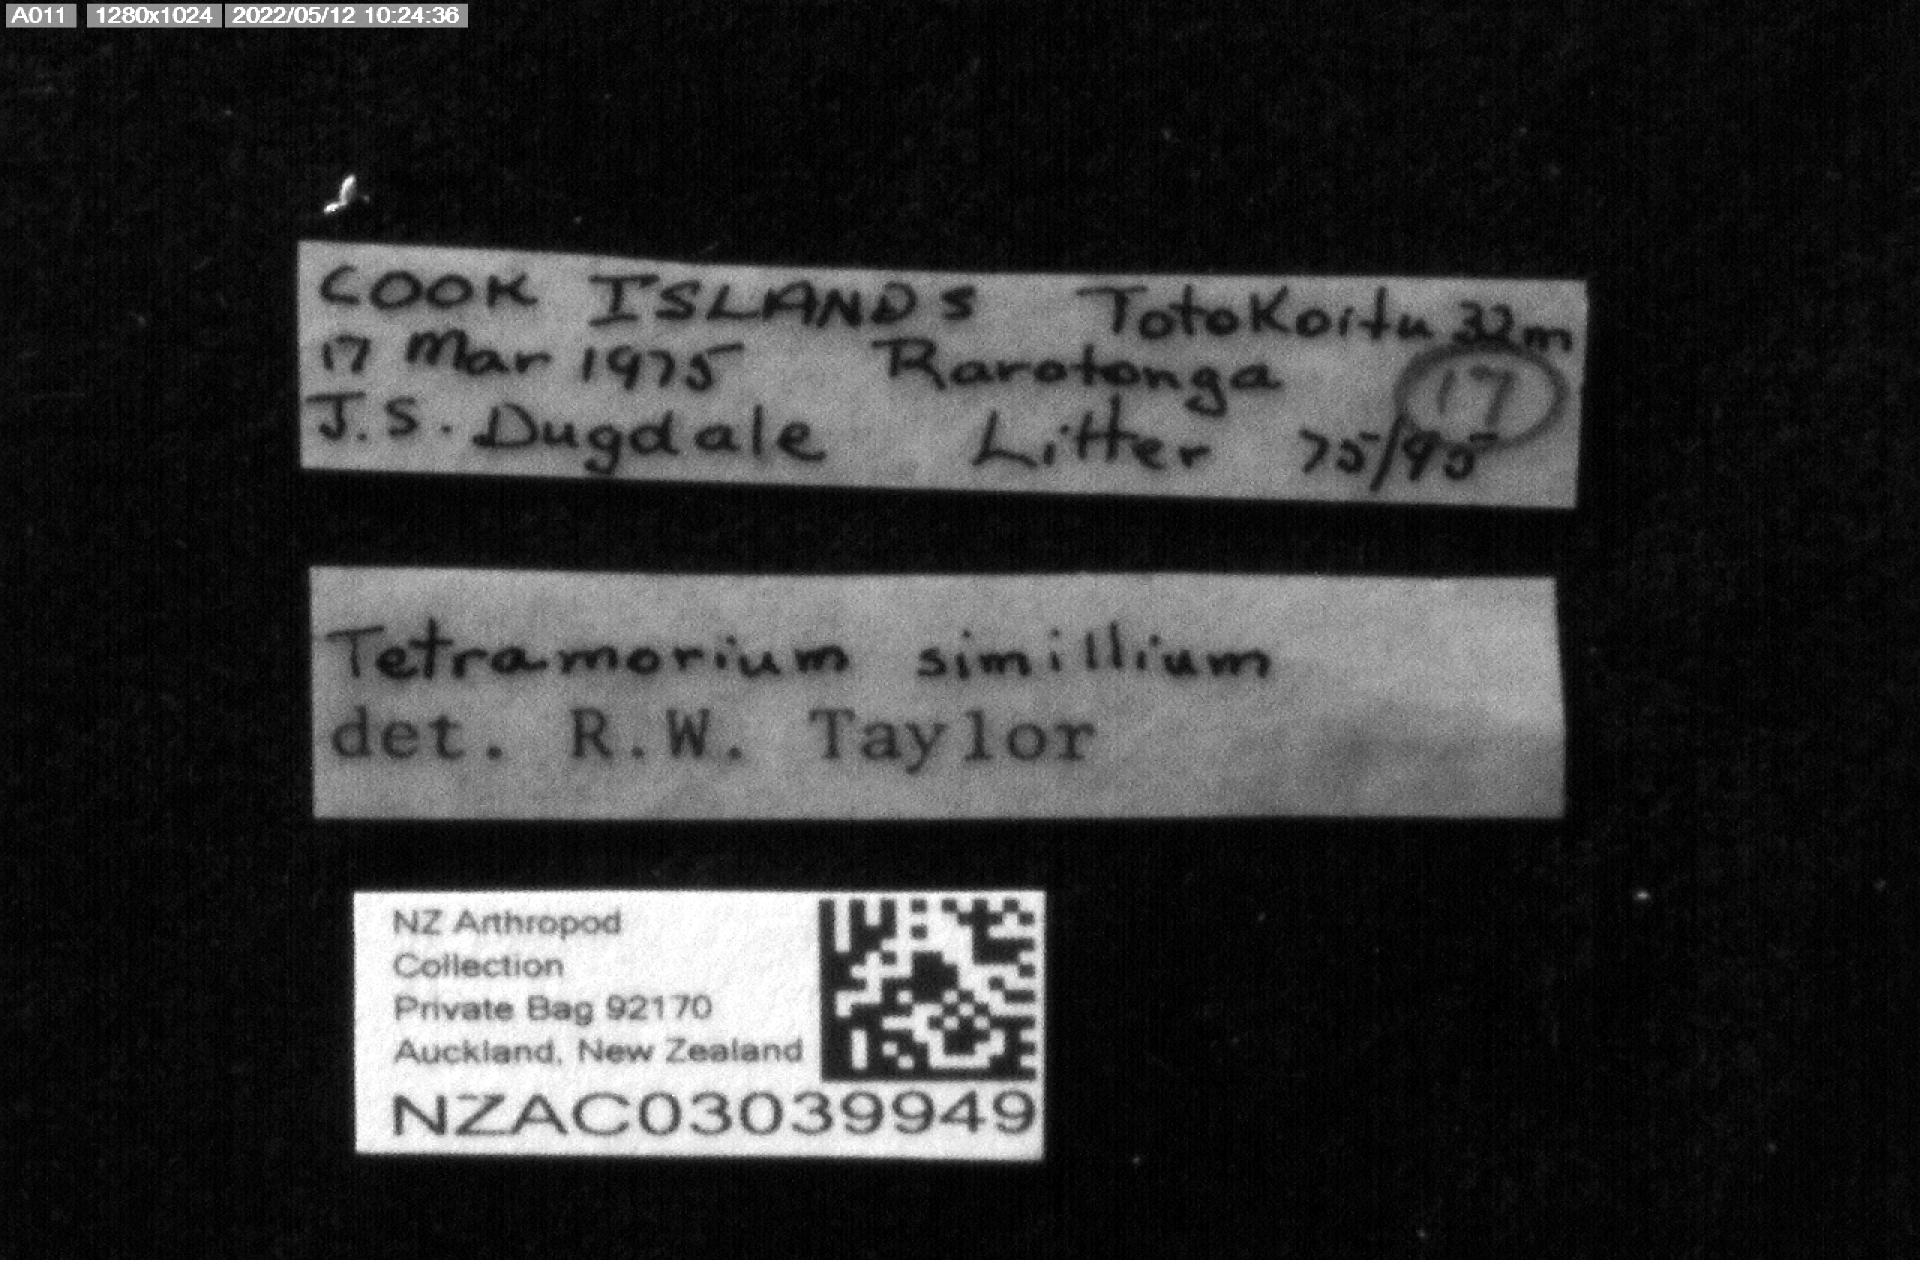 A011 1280x1024 2022/05/12 10:24:36
COOK ISLANDS Totokoitu 32m
17 Mar 1975 Rarotonga 17
J.S. Dugdale Litter 75/95
Tetramorium simillium
det. R.W. Taylor
NZ Arthropod
Collection
Private Bag 92170
Auckland, New Zealand
NZAC03039949